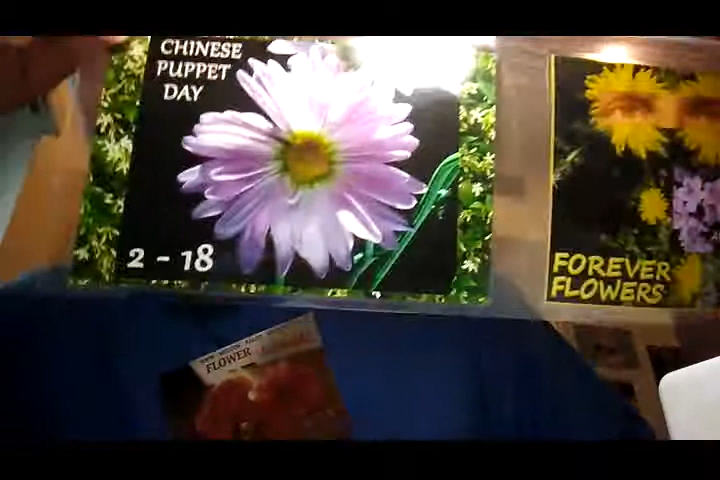 CHINESE
PUPPET
DAY
2 - 18
FOREVER
FLOWERS
FLOWER